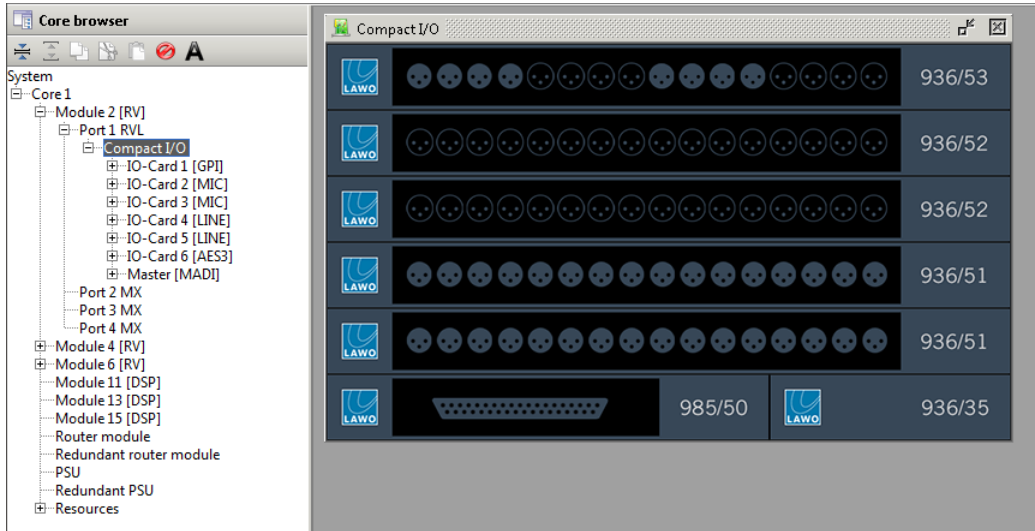 Core browser
A
System
Core 1
Module 2 [RV]
Port 1 RVL
Compact I/O
IO-Card 1 [GPI]
IO-Card 2 [MIC]
IO-Card 3 [MIC]
IO-Card 4 [LINE]
IO-Card 5 [LINE]
IO-Card 6 [AES3]
Master [MADI]
Port 2 MX
Port 3 MX
Port 4 MX
Module 4 [RV]
Module 6 [RV]
Module 11 [DSP]
Module 13 [DSP]
Module 15 [DSP]
Router module
Redundant router module
PSU
Redundant PSU
Resources
Compact I/O
LAWO 936/53
LAWO 936/52
LAWO 936/52
LAWO 936/51
LAWO 936/51
LAWO 985/50 LAWO 936/35